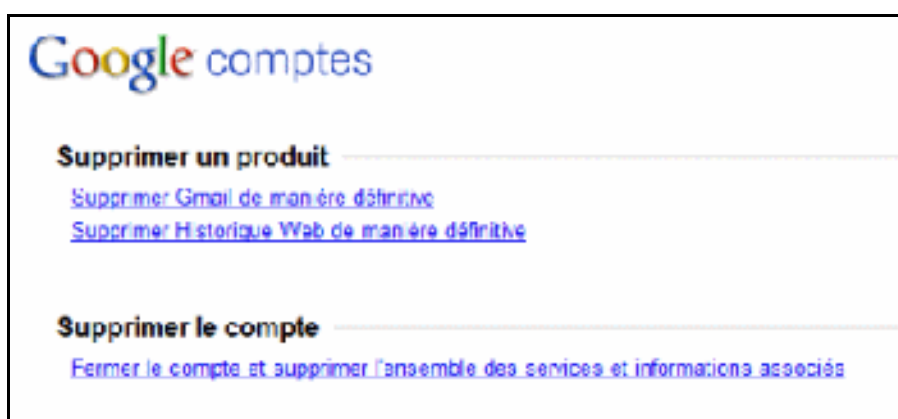 Google comptes
Supprimer un produit
Supprimer Gmail de manière définitive
Supprimer Historique Web de manière définitive
Supprimer le compte
Fermer le compte et supprimer l'ensemble des services et informations associés